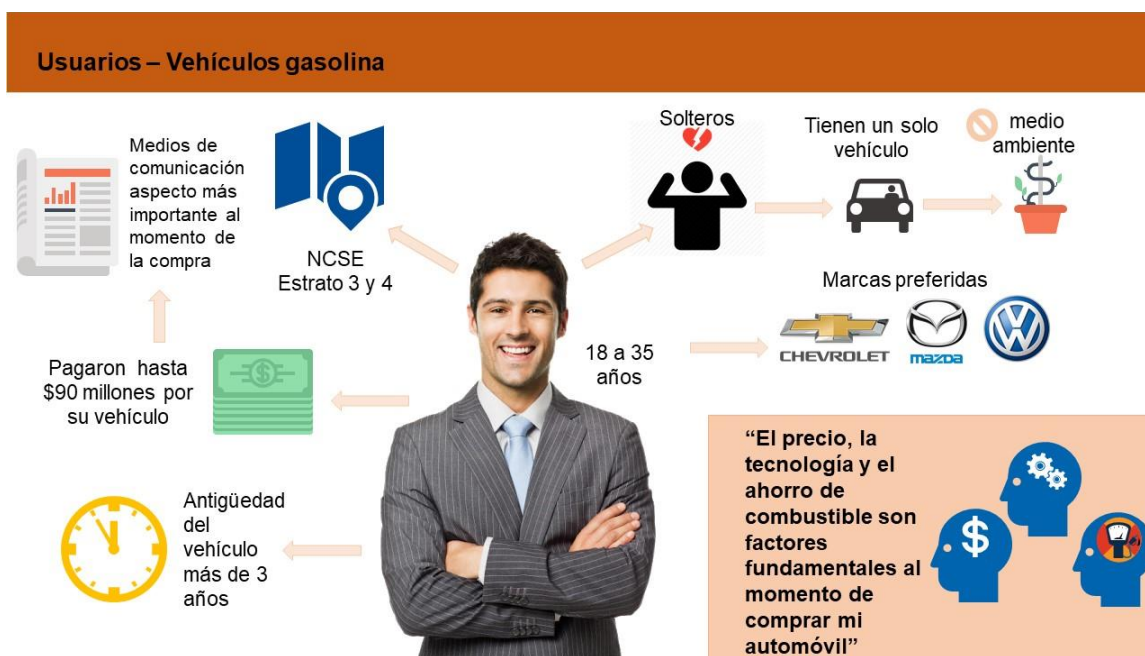 Usuarios – Vehículos gasolina
Medios de
comunicación
aspecto más
importante al
momento de
la compra
NCSE
Estrato 3 y 4
Solteros
Tienen un solo
vehículo
medio
ambiente
Marcas preferidas
CHEVROLET
mazda
18 a 35
años
Pagaron hasta
$90 millones por
su vehículo
Antigüedad
del
vehículo
más de 3
años
“El precio, la
tecnología y el
ahorro de
combustible son
factores
fundamentales al
momento de
comprar mi
automóvil”